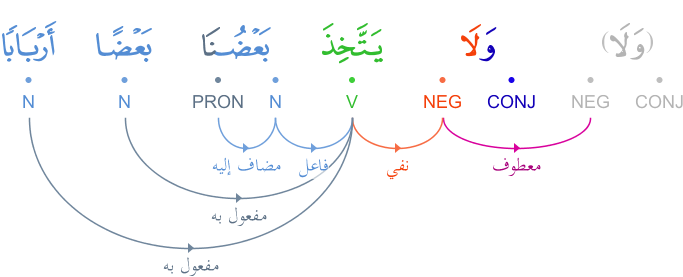 (وَلَا) وَلَا يَتَّخِذَ بَعْضُنَا بَعْضًا أَرْبَابًا
CONJ NEG CONJ NEG V N PRON N N
معطوف نفي فاعل مضاف إليه
مفعول به
مفعول به